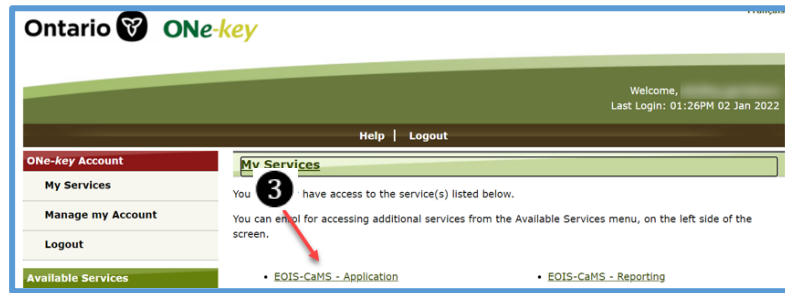 Ontario ONe-key
Welcome,
Last Login: 01:26PM 02 Jan 2022
Help | Logout
ONe-key Account
My Services
Manage my Account
Logout
Available Services
My Services
3
You have access to the service(s) listed below.
You can enrol for accessing additional services from the Available Services menu, on the left side of the
screen.
• EOIS-CaMS - Application
• EOIS-CaMS - Reporting